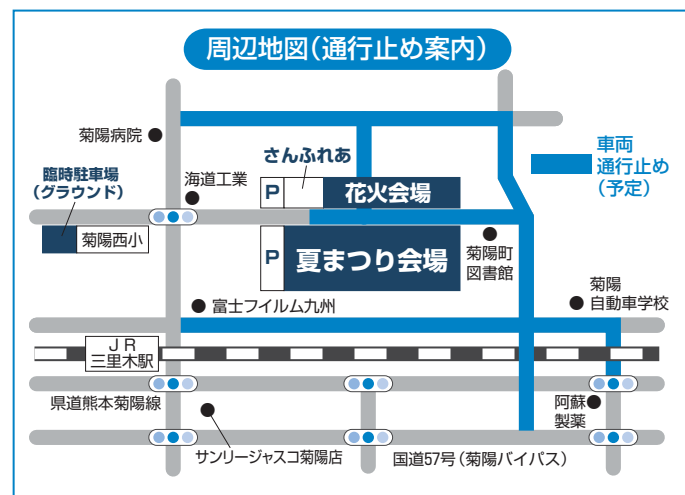 周辺地図(通行止め案内)
菊陽病院
さんふれあ
車両
通行止め
(予定)
臨時駐車場
(グラウンド)
海道工業
P
花火会場
菊陽西小
P
夏まつり会場
菊陽町
図書館
菊陽
自動車学校
富士フイルム九州
JR
三里木駅
県道熊本菊陽線
阿蘇
製薬
サンリージャスコ菊陽店
国道57号(菊陽バイパス)